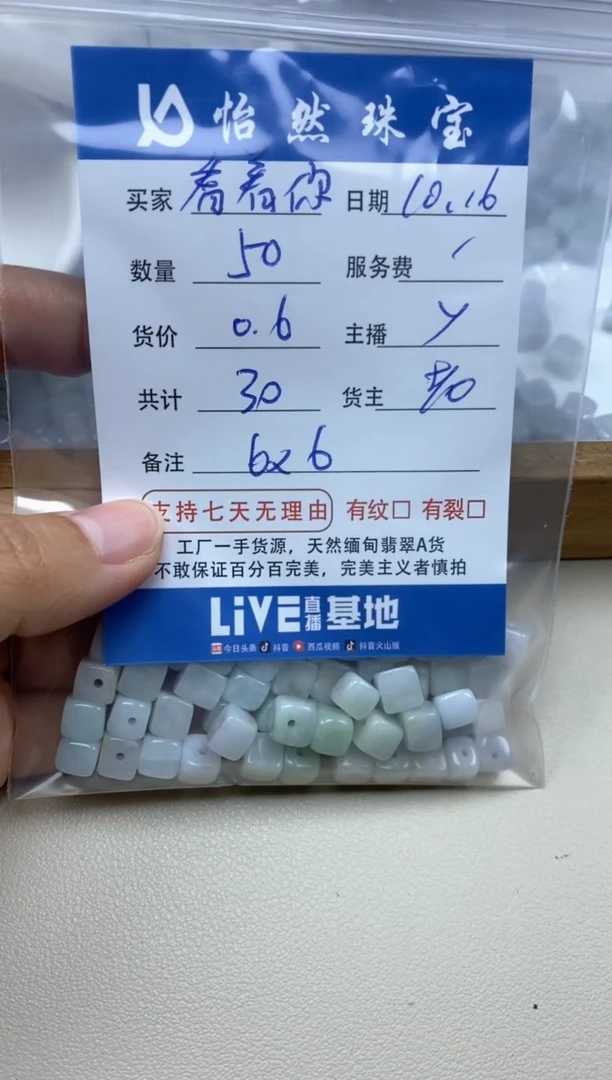 怡然珠宝
买家 看看你 日期 10.16
数量 50 服务费 /
货价 0.6 主播 y
共计 30 货主
备注 6x6
支持七天无理由 有纹□ 有裂□
工厂一手货源，天然缅甸翡翠A货
不敢保证百分百完美，完美主义者慎拍
LiVE直播基地
头条 今日头条 抖音 西瓜视频 抖音火山版